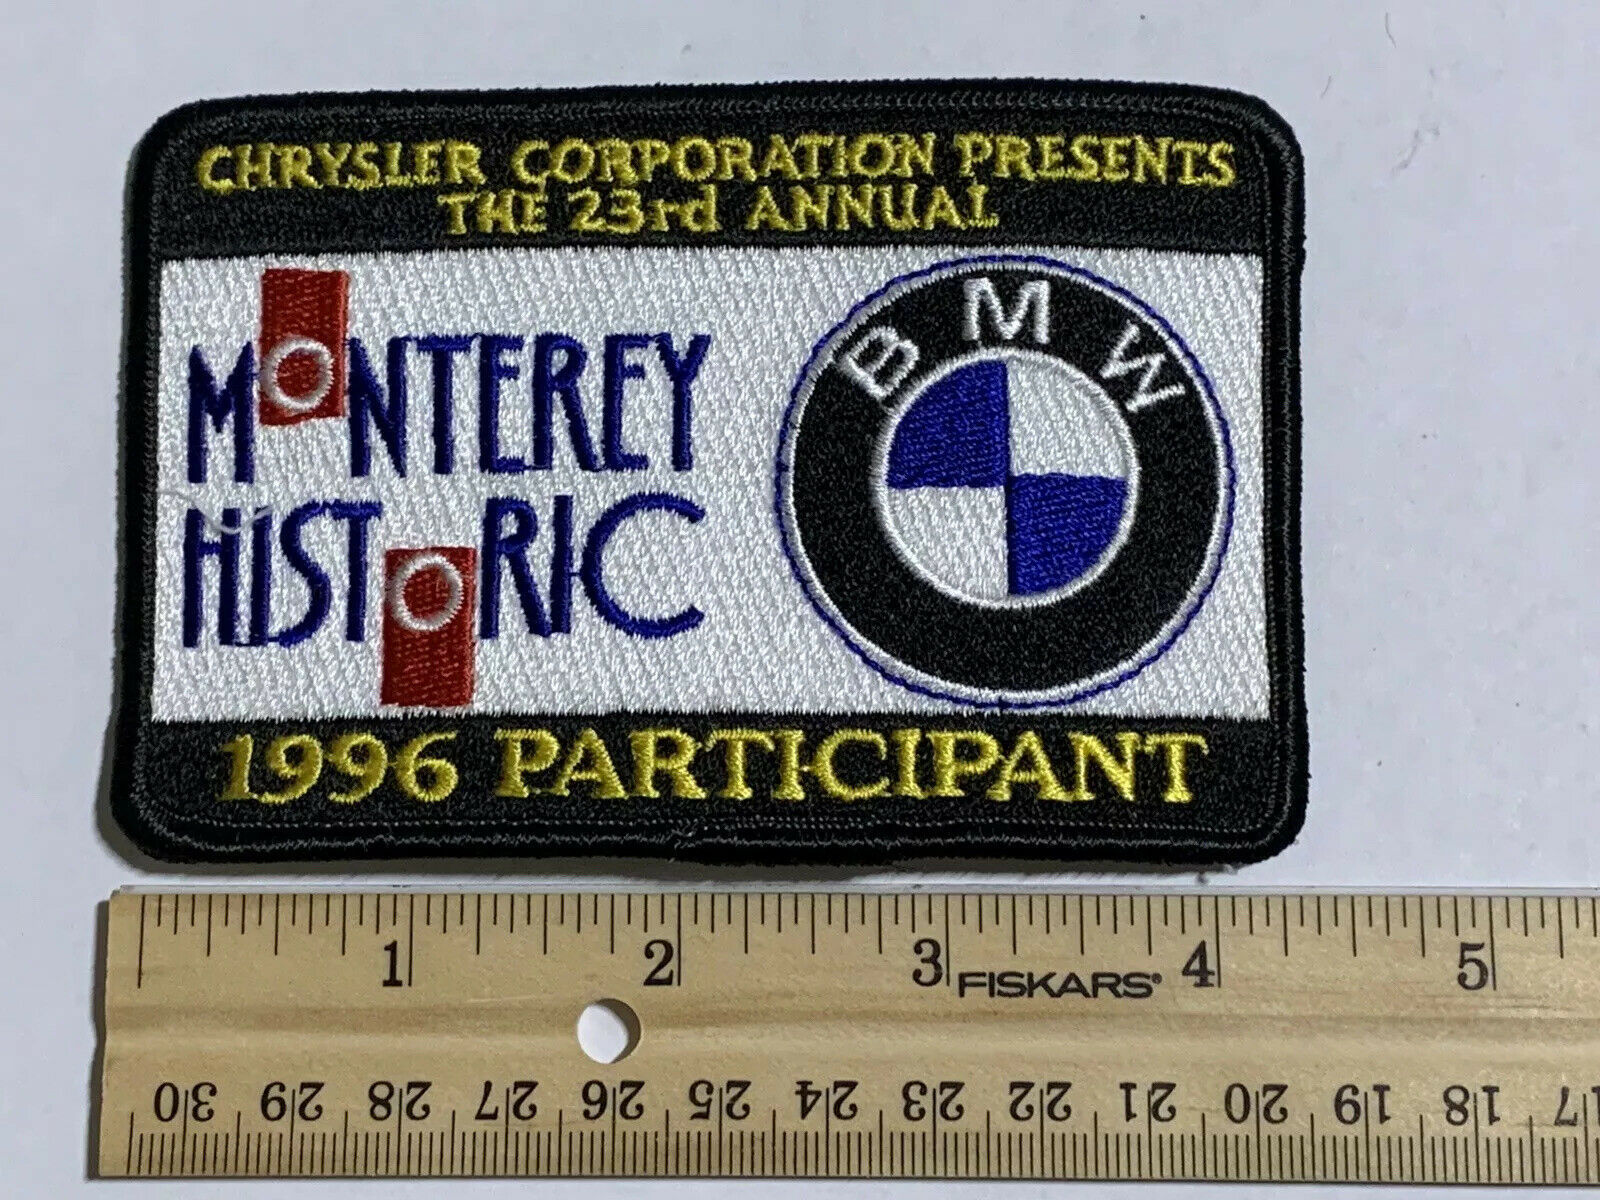 CHRYSLER CORPORATION PRESENTS
THE 23rd ANNUAL
MONTEREY
HISTORIC
BMW
1996 PARTICIPANT
1 2 3 FISKARS® 4 5
30 29 28 27 26 25 24 23 22 21 20 19 18 17